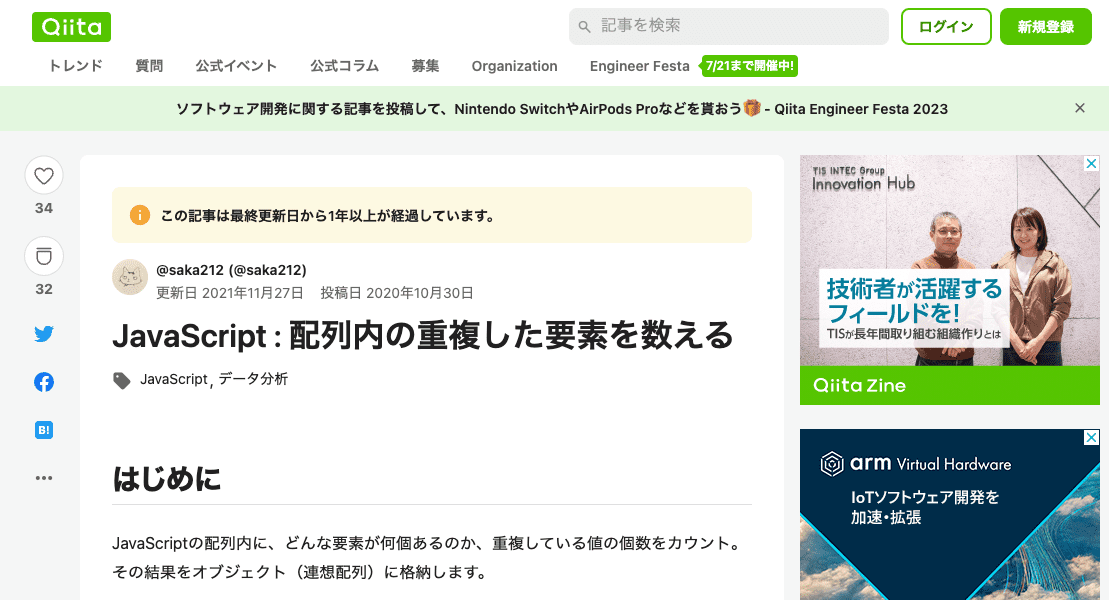 Qiita
記事を検索
ログイン
新規登録
トレンド 質問 公式イベント 公式コラム 募集 Organization Engineer Festa 7/21まで開催中!
ソフトウェア開発に関する記事を投稿して、Nintendo SwitchやAirPods Proなどを貰おう🎁 - Qiita Engineer Festa 2023
34
32
B!
この記事は最終更新日から1年以上が経過しています。
@saka212 (@saka212)
更新日 2021年11月27日 投稿日 2020年10月30日
JavaScript : 配列内の重複した要素を数える
JavaScript , データ分析
はじめに
JavaScriptの配列内に、どんな要素が何個あるのか、重複している値の個数をカウント。
その結果をオブジェクト（連想配列）に格納します。
TIS INTEC Group
Innovation Hub
技術者が活躍する
フィールドを!
TISが長年間取り組む組織作りとは
Qiita Zine
arm Virtual Hardware
IoTソフトウェア開発を
加速・拡張